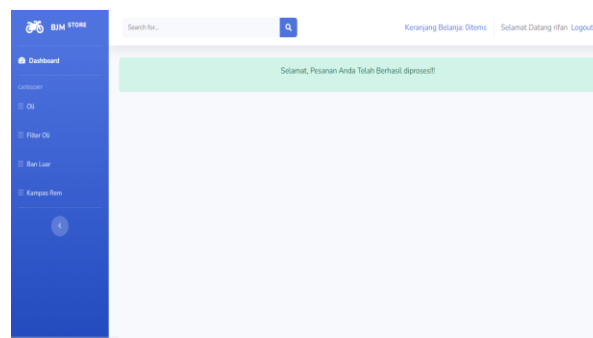 BJM STORE
Search for...
Keranjang Belanja: 0items
Selamat Datang rifan Logout
Dashboard
Selamat, Pesanan Anda Telah Berhasil diproses!!!
CATEGORY
Oli
Filter Oli
Ban Luar
Kampas Rem